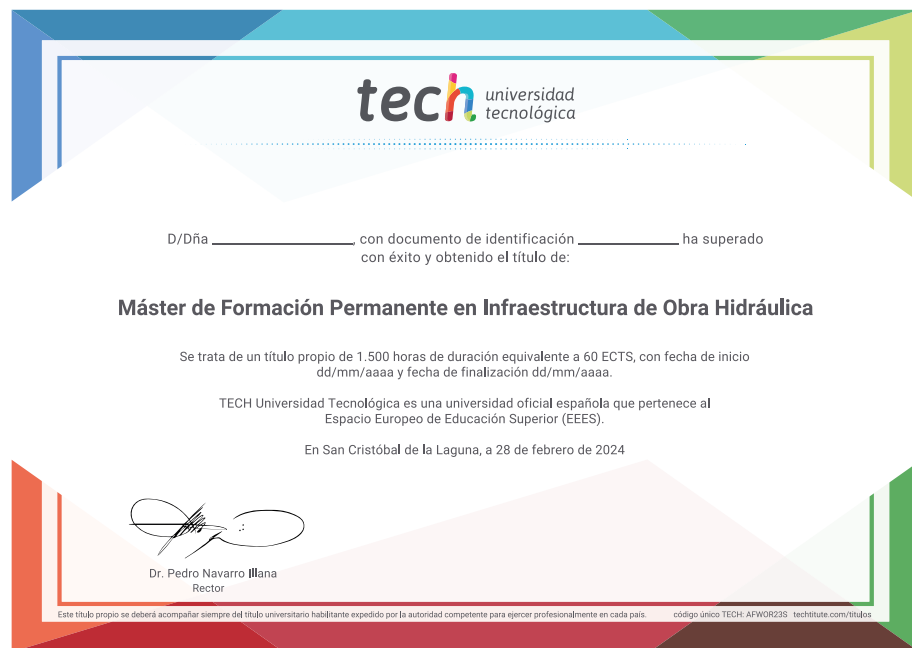 tech universidad
tecnológica
D/Dña ____________________, con documento de identificación ______________ ha superado
con éxito y obtenido el título de:
Máster de Formación Permanente en Infraestructura de Obra Hidráulica
Se trata de un título propio de 1.500 horas de duración equivalente a 60 ECTS, con fecha de inicio
dd/mm/aaaa y fecha de finalización dd/mm/aaaa.
TECH Universidad Tecnológica es una universidad oficial española que pertenece al
Espacio Europeo de Educación Superior (EEES).
En San Cristóbal de la Laguna, a 28 de febrero de 2024
Dr. Pedro Navarro Illana
Rector
Este título propio se deberá acompañar siempre del título universitario habilitante expedido por la autoridad competente para ejercer profesionalmente en cada país. código único TECH: AFWOR23S techtitute.com/titulos